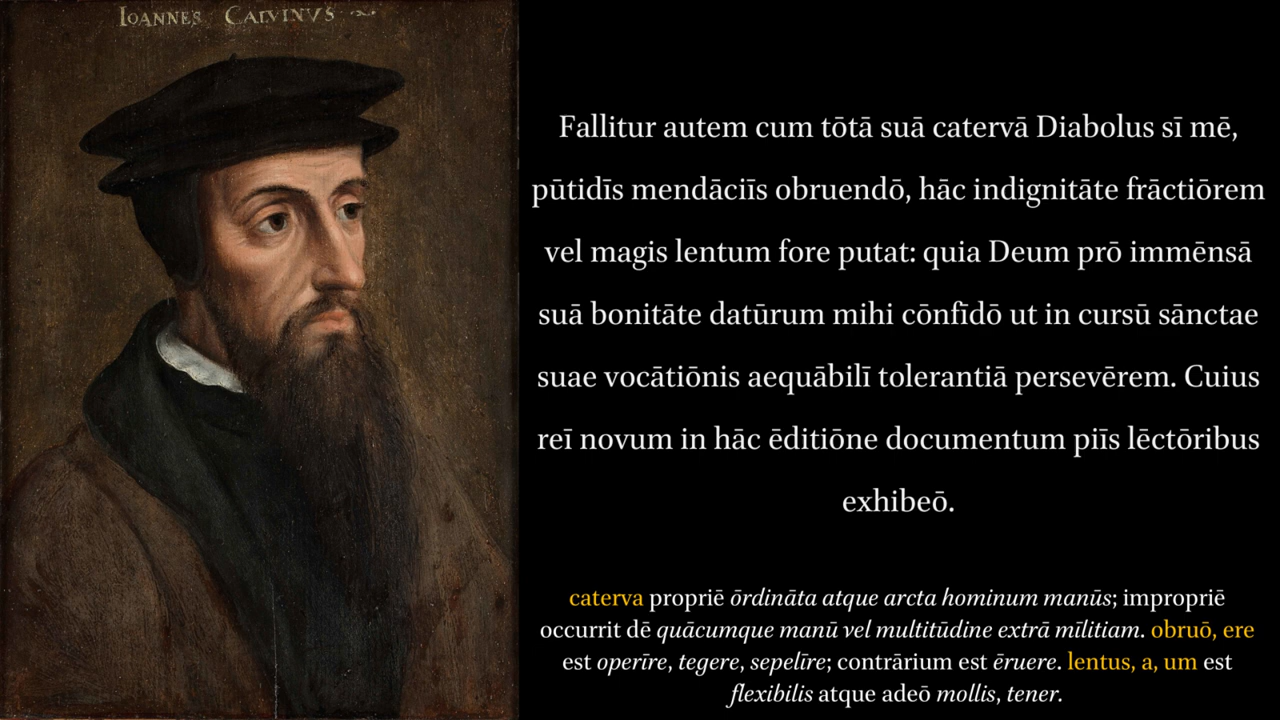 IOANNES CALVINVS
Fallitur autem cum tōtā suā catervā Diabolus sī mē,
pūtidīs mendāciīs obruendō, hāc indignitāte frāctiōrem
vel magis lentum fore putat: quia Deum prō immēnsā
suā bonitāte datūrum mihi cōnfīdō ut in cursū sānctae
suae vocātiōnis aequābilī tolerantiā persevērem. Cuius
reī novum in hāc ēditiōne documentum piīs lēctōribus
exhibeō.
caterva propriē ōrdināta atque arcta hominum manūs; impropriē
occurrit dē quācumque manū vel multitūdine extrā mīlitiam. obruō, ere
est operīre, tegere, sepelīre; contrārium est ēruere. lentus, a, um est
flexibilis atque adeō mollis, tener.